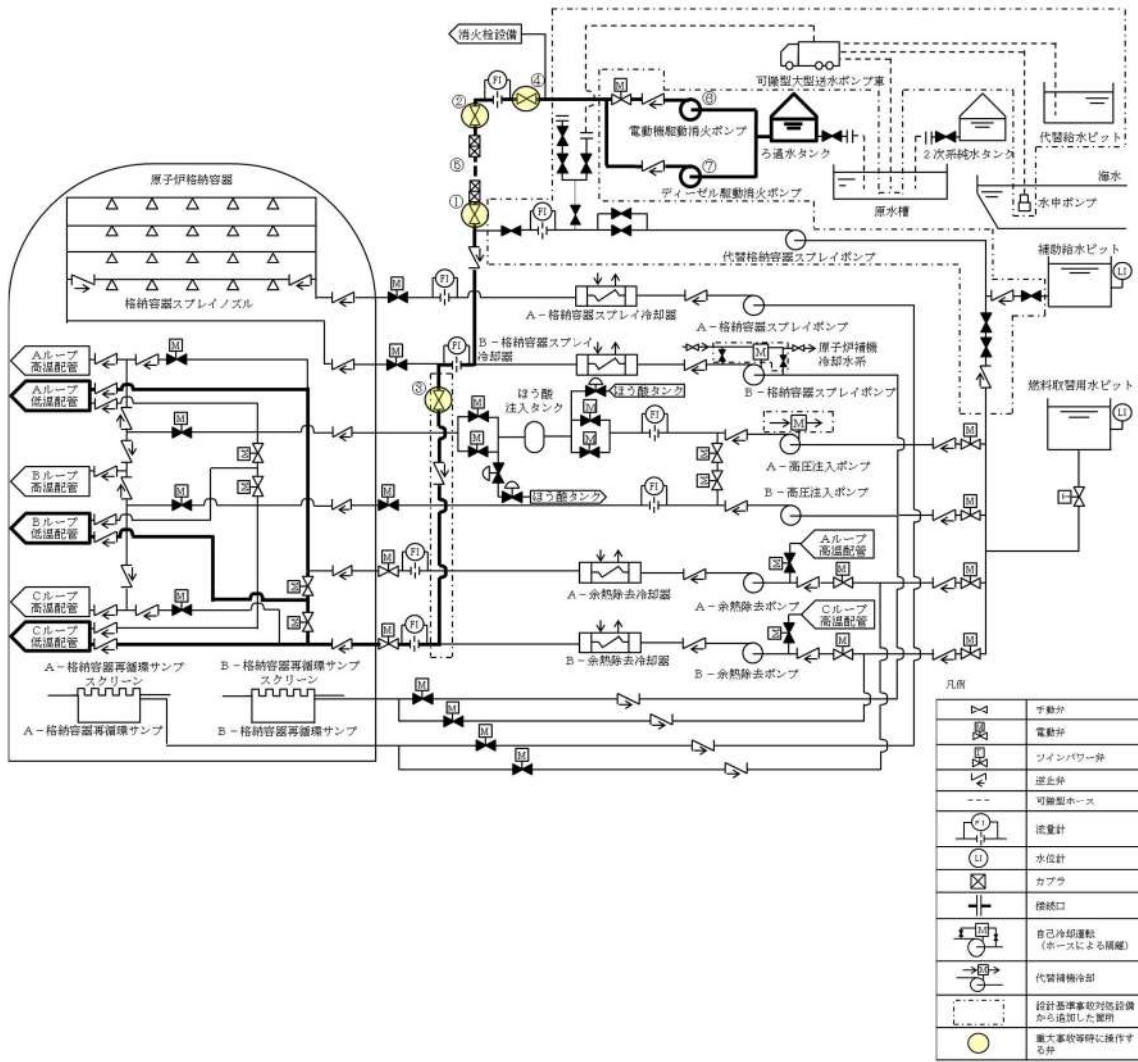 消火栓設備
FI
④
②
⑤
①
M
⑥
電動機駆動消火ポンプ
⑦
ディーゼル駆動消火ポンプ
可搬型大型送水ポンプ車
ろ過水タンク
2次系純水タンク
原水槽
代替給水ピット
海水
水中ポンプ
FI
代替格納容器スプレイポンプ
補助給水ピット
LI
原子炉格納容器
格納容器スプレイノズル
M
FI
A-格納容器スプレイ冷却器
A-格納容器スプレイポンプ
M
FI
B-格納容器スプレイ
冷却器
M
原子炉補機
冷却水系
B-格納容器スプレイポンプ
③
燃料取替用水ピット
LI
Aループ
高温配管
Aループ
低温配管
Bループ
高温配管
Bループ
低温配管
Cループ
高温配管
Cループ
低温配管
ほう酸
注入タンク
ほう酸タンク
ほう酸タンク
FI
M
A-高圧注入ポンプ
FI
B-高圧注入ポンプ
Aループ
高温配管
FI
A-余熱除去冷却器
A-余熱除去ポンプ
Cループ
高温配管
FI
B-余熱除去冷却器
B-余熱除去ポンプ
A-格納容器再循環サンプ
スクリーン
A-格納容器再循環サンプ
B-格納容器再循環サンプ
スクリーン
B-格納容器再循環サンプ
M
M
M
M
凡例
手動弁
M
電動弁
ツインパワー弁
逆止弁
可搬型ホース
FI
流量計
LI
水位計
カプラ
接続口
M
自己冷却運転
(ホースによる隔離)
M
代替補機冷却
設計基準事故対処設備
から追加した箇所
重大事故等時に操作す
る弁